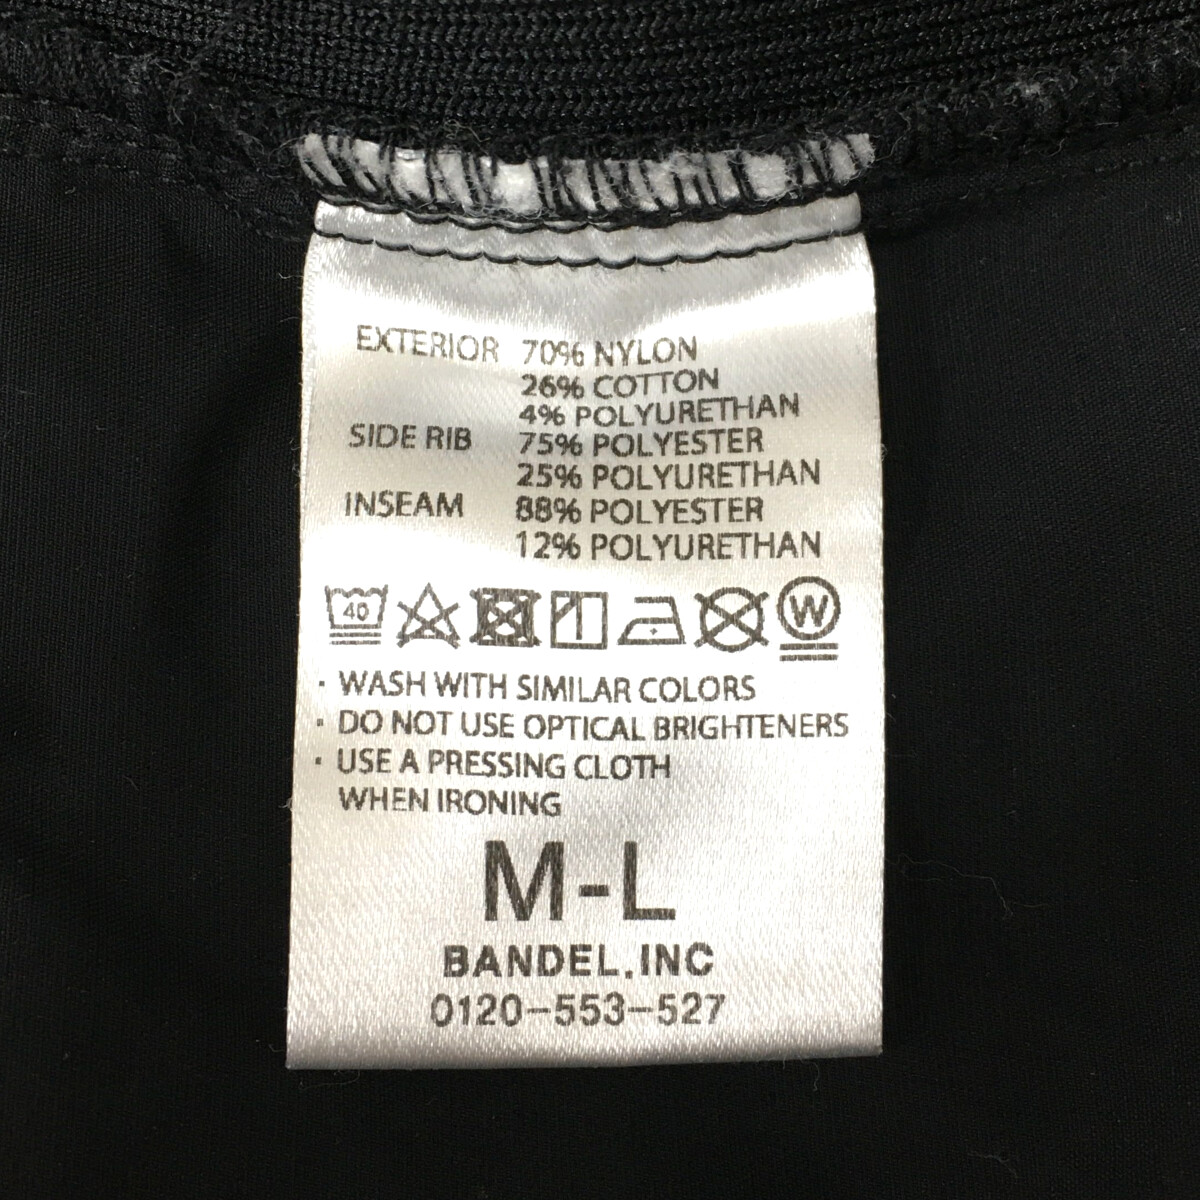 EXTERIOR 70% NYLON
26% COTTON
4% POLYURETHAN
SIDE RIB 75% POLYESTER
25% POLYURETHAN
INSEAM 88% POLYESTER
12% POLYURETHAN
40 W
· WASH WITH SIMILAR COLORS
· DO NOT USE OPTICAL BRIGHTENERS
· USE A PRESSING CLOTH
WHEN IRONING
M-L
BANDEL.INC
0120-553-527